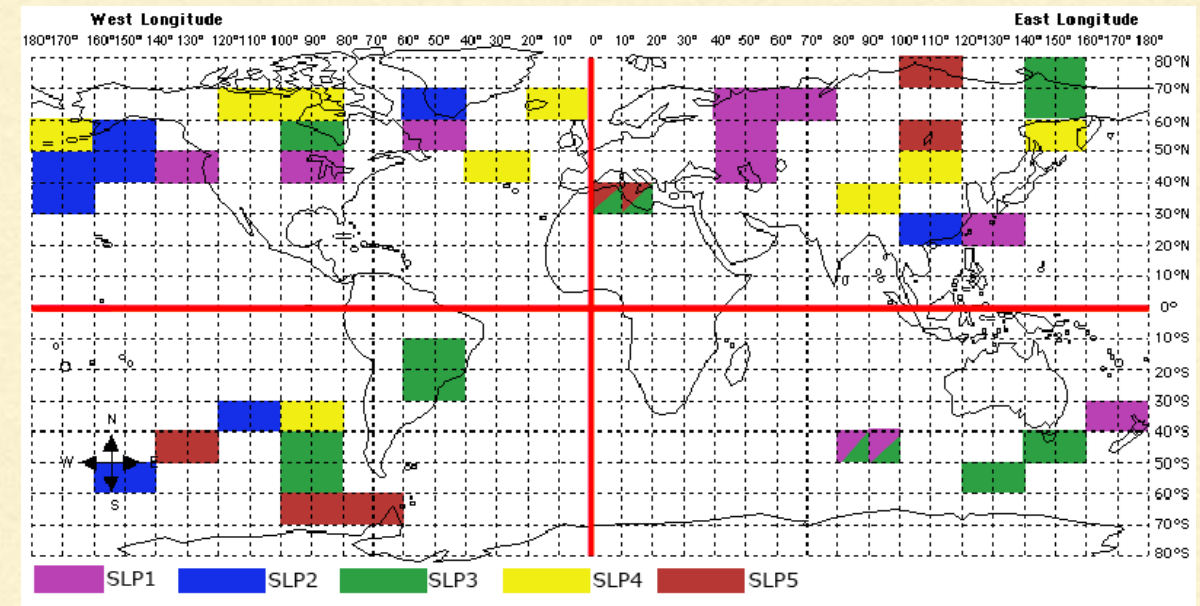 West Longitude East Longitude
180° 170° 160° 150° 140° 130° 120° 110° 100° 90° 80° 70° 60° 50° 40° 30° 20° 10° 0° 10° 20° 30° 40° 50° 60° 70° 80° 90° 100° 110° 120° 130° 140° 150° 160° 170° 180°
80°N
70°N
60°N
50°N
40°N
30°N
20°N
10°N
0°
10°S
20°S
30°S
N
40°S
W E
50°S
S
60°S
70°S
80°S
SLP1 SLP2 SLP3 SLP4 SLP5